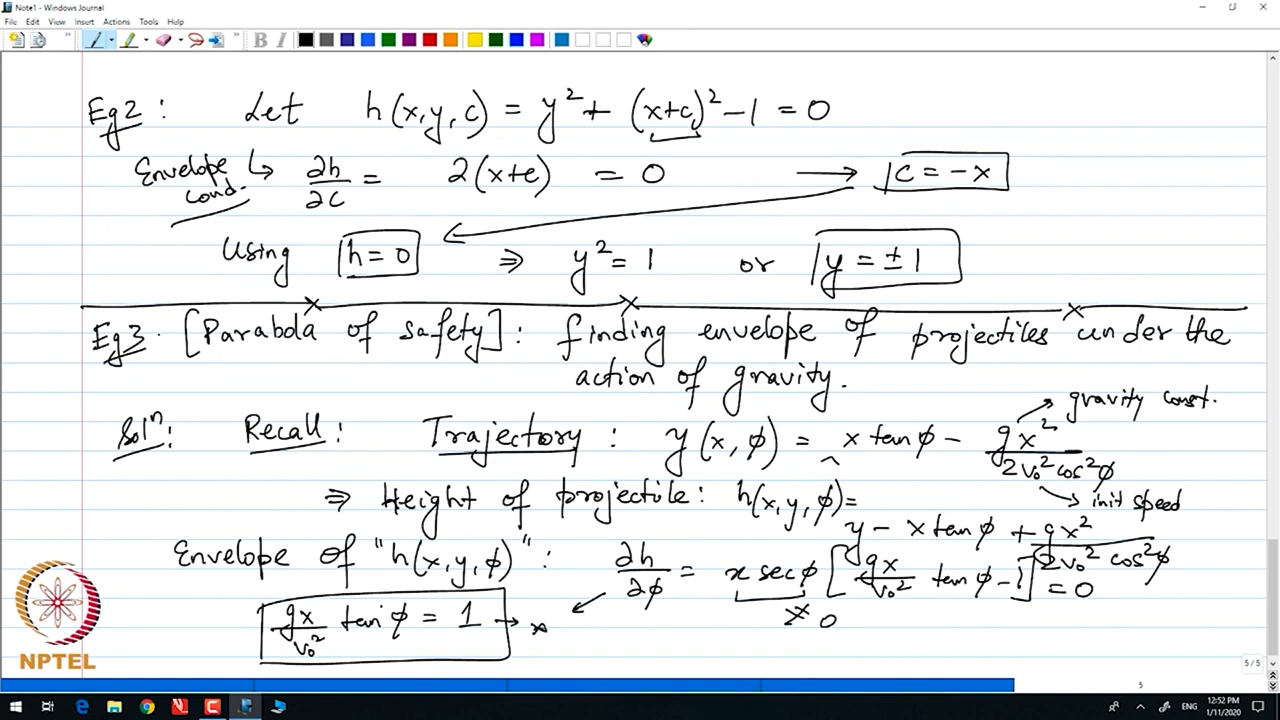 Note1 - Windows Journal
File Edit View Insert Actions Tools Help
Eg2 : Let h(x,y,c) = y² + (x+c)² - 1 = 0
Envelope cond. ↳ ∂h/∂c = 2(x+c) = 0 → c = -x
Using h = 0 ⇒ y² = 1 or y = ± 1
Eg3. [Parabola of safety] : finding envelope of projectiles under the
action of gravity.
gravity const.
Solⁿ: Recall : Trajectory : y(x, φ) = x tan φ - gx²/2v₀² cos²φ
init speed
⇒ Height of projectile : h(x, y, φ) =
y - x tan φ + gx²/2v₀² cos²φ
Envelope of "h(x, y, φ)" : ∂h/∂φ = x sec φ [gx/v₀² tan φ - 1] = 0
≠ 0
gx/v₀² tan φ = 1 → *
NPTEL
5/5
5
ENG
12:52 PM
1/11/2020